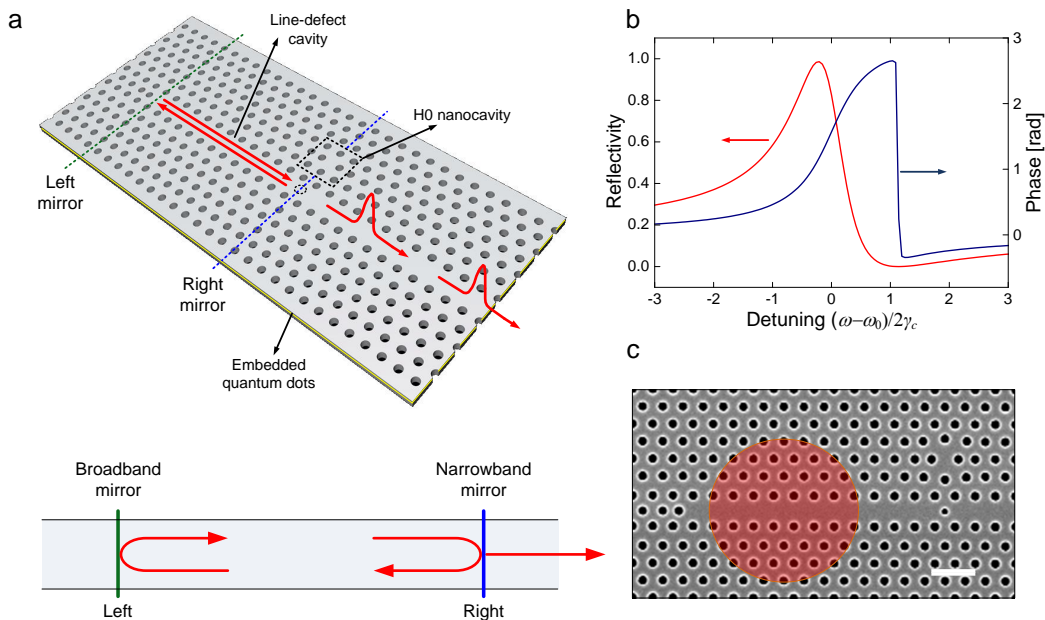 a
Line-defect
cavity
H0 nanocavity
Left
mirror
Right
mirror
Embedded
quantum dots
Broadband
mirror
Narrowband
mirror
Left
Right
b
Reflectivity
1.0
0.8
0.6
0.4
0.2
0.0
3
2
1
0
Phase [rad]
-3 -2 -1 0 1 2 3
Detuning (ω−ω₀)/2γ_c
c